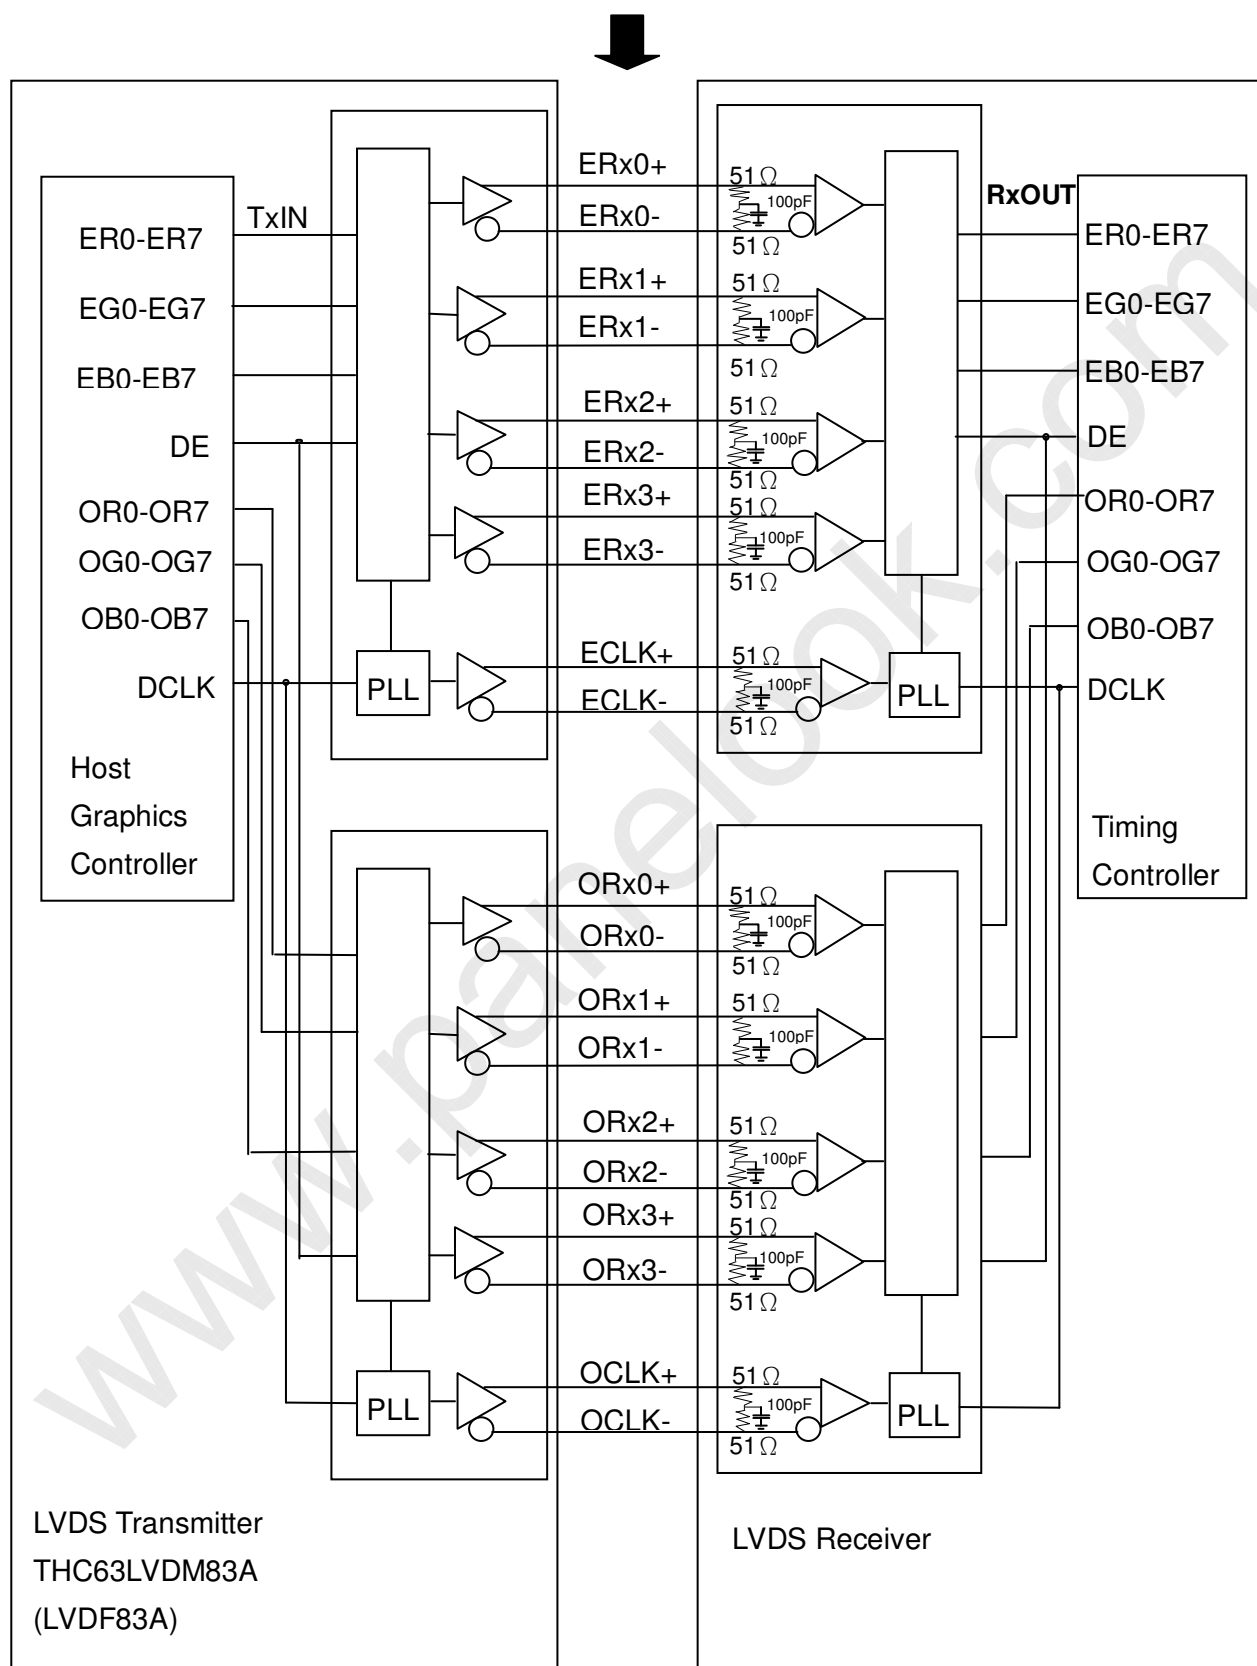 ER0-ER7
EG0-EG7
EB0-EB7
DE
OR0-OR7
OG0-OG7
OB0-OB7
DCLK
Host
Graphics
Controller
TxIN
PLL
ERx0+
ERx0-
ERx1+
ERx1-
ERx2+
ERx2-
ERx3+
ERx3-
ECLK+
ECLK-
51Ω
100pF
51Ω
51Ω
100pF
51Ω
51Ω
100pF
51Ω
51Ω
100pF
51Ω
51Ω
100pF
51Ω
PLL
RxOUT
ER0-ER7
EG0-EG7
EB0-EB7
DE
OR0-OR7
OG0-OG7
OB0-OB7
DCLK
Timing
Controller
PLL
ORx0+
ORx0-
ORx1+
ORx1-
ORx2+
ORx2-
ORx3+
ORx3-
OCLK+
OCLK-
51Ω
100pF
51Ω
51Ω
100pF
51Ω
100pF
51Ω
51Ω
100pF
51Ω
51Ω
100pF
51Ω
PLL
LVDS Transmitter
THC63LVDM83A
(LVDF83A)
LVDS Receiver
www.panelook.com